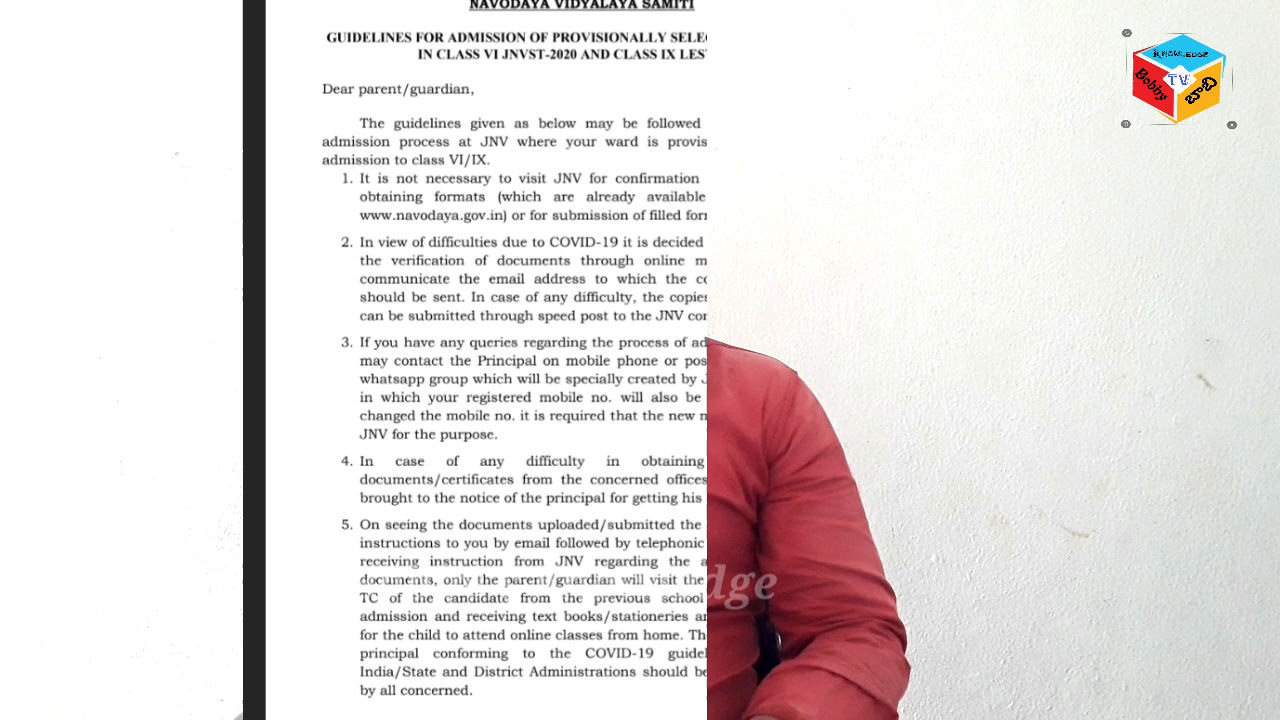 NAVODAYA VIDYALAYA SAMITI
GUIDELINES FOR ADMISSION OF PROVISIONALLY
IN CLASS VI JNVST-2020 AND CLASS IX
Dear parent/guardian,
The guidelines given as below may be followed
admission process at JNV where your ward is
admission to class VI/IX.
1. It is not necessary to visit JNV for confirmation
obtaining formats (which are already available
www.navodaya.gov.in) or for submission of filled
2. In view of difficulties due to COVID-19 it is decided
the verification of documents through online
communicate the email address to which the
should be sent. In case of any difficulty, the
can be submitted through speed post to the JNV
3. If you have any queries regarding the process of
may contact the Principal on mobile phone or
whatsapp group which will be specially created by
in which your registered mobile no. will also be
changed the mobile no. it is required that the new
JNV for the purpose.
4. In case of any difficulty in obtaining
documents/certificates from the concerned offices
brought to the notice of the principal for getting his
5. On seeing the documents uploaded/submitted the
instructions to you by email followed by telephonic
receiving instruction from JNV regarding the
documents, only the parent/guardian will visit the
TC of the candidate from the previous school
admission and receiving text books/stationeries
for the child to attend online classes from home.
principal conforming to the COVID-19
India/State and District Administrations should
by all concerned.
KNOWLEDGE
Bobby
TV
బాబి